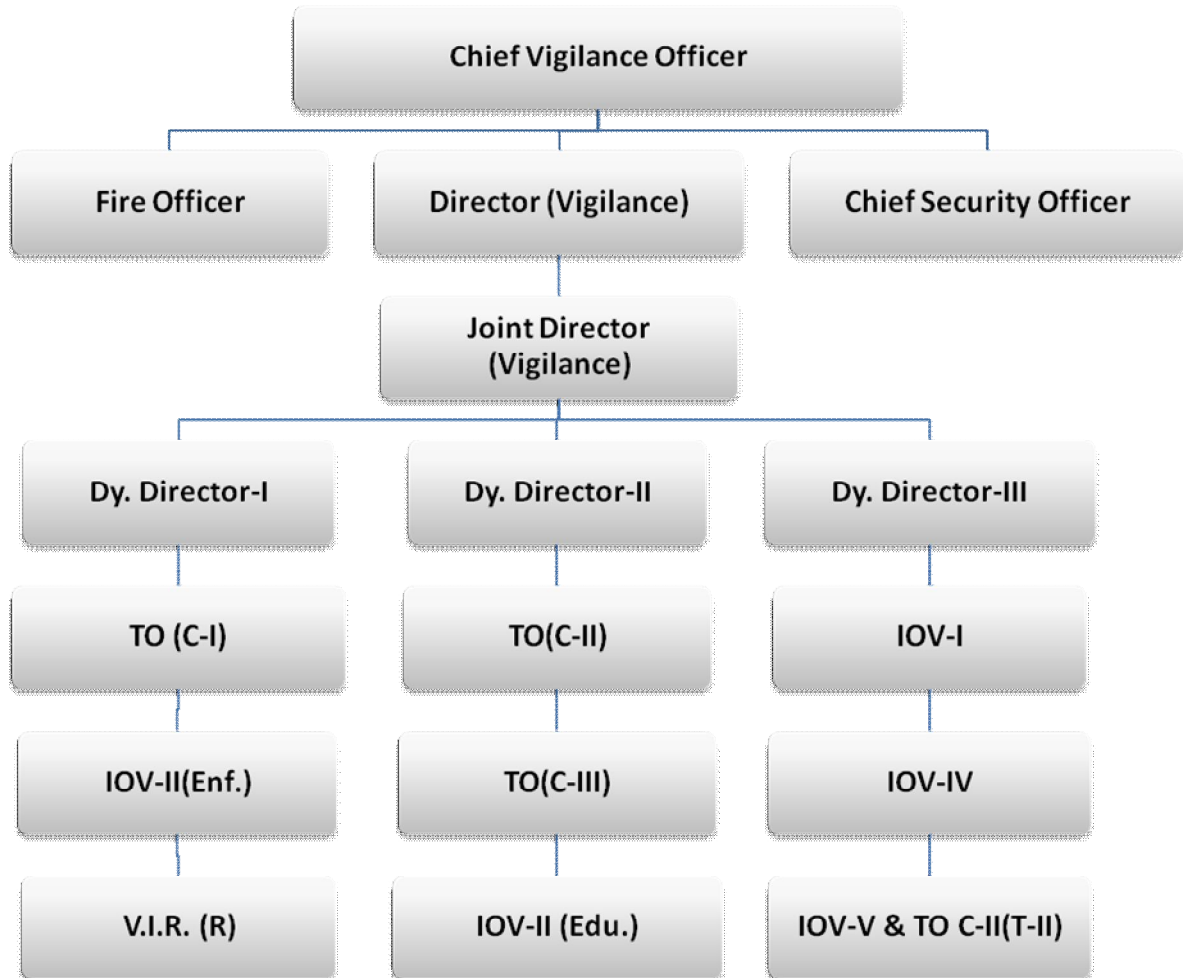 Chief Vigilance Officer
Fire Officer
Director (Vigilance)
Chief Security Officer
Joint Director
(Vigilance)
Dy. Director-I
Dy. Director-II
Dy. Director-III
TO (C-I)
TO(C-II)
IOV-I
IOV-II(Enf.)
TO(C-III)
IOV-IV
V.I.R. (R)
IOV-II (Edu.)
IOV-V & TO C-II(T-II)